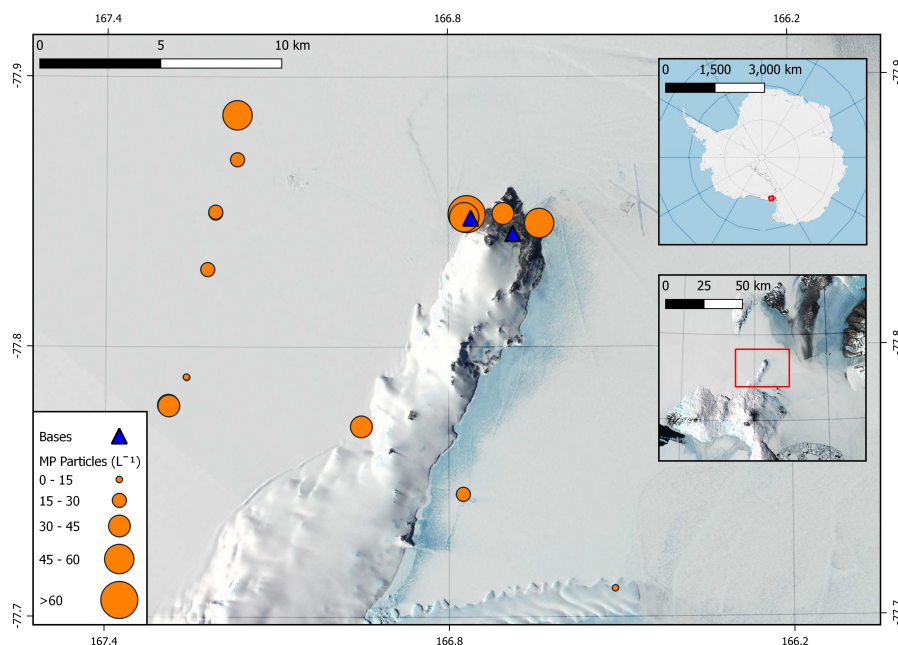 167.4 166.8 166.2
0 5 10 km
-77.9 -77.9
0 1,500 3,000 km
0 25 50 km
-77.8 -77.8
Bases
MP Particles (L⁻¹)
0 - 15
15 - 30
30 - 45
45 - 60
>60
-77.7 -77.7
167.4 166.8 166.2